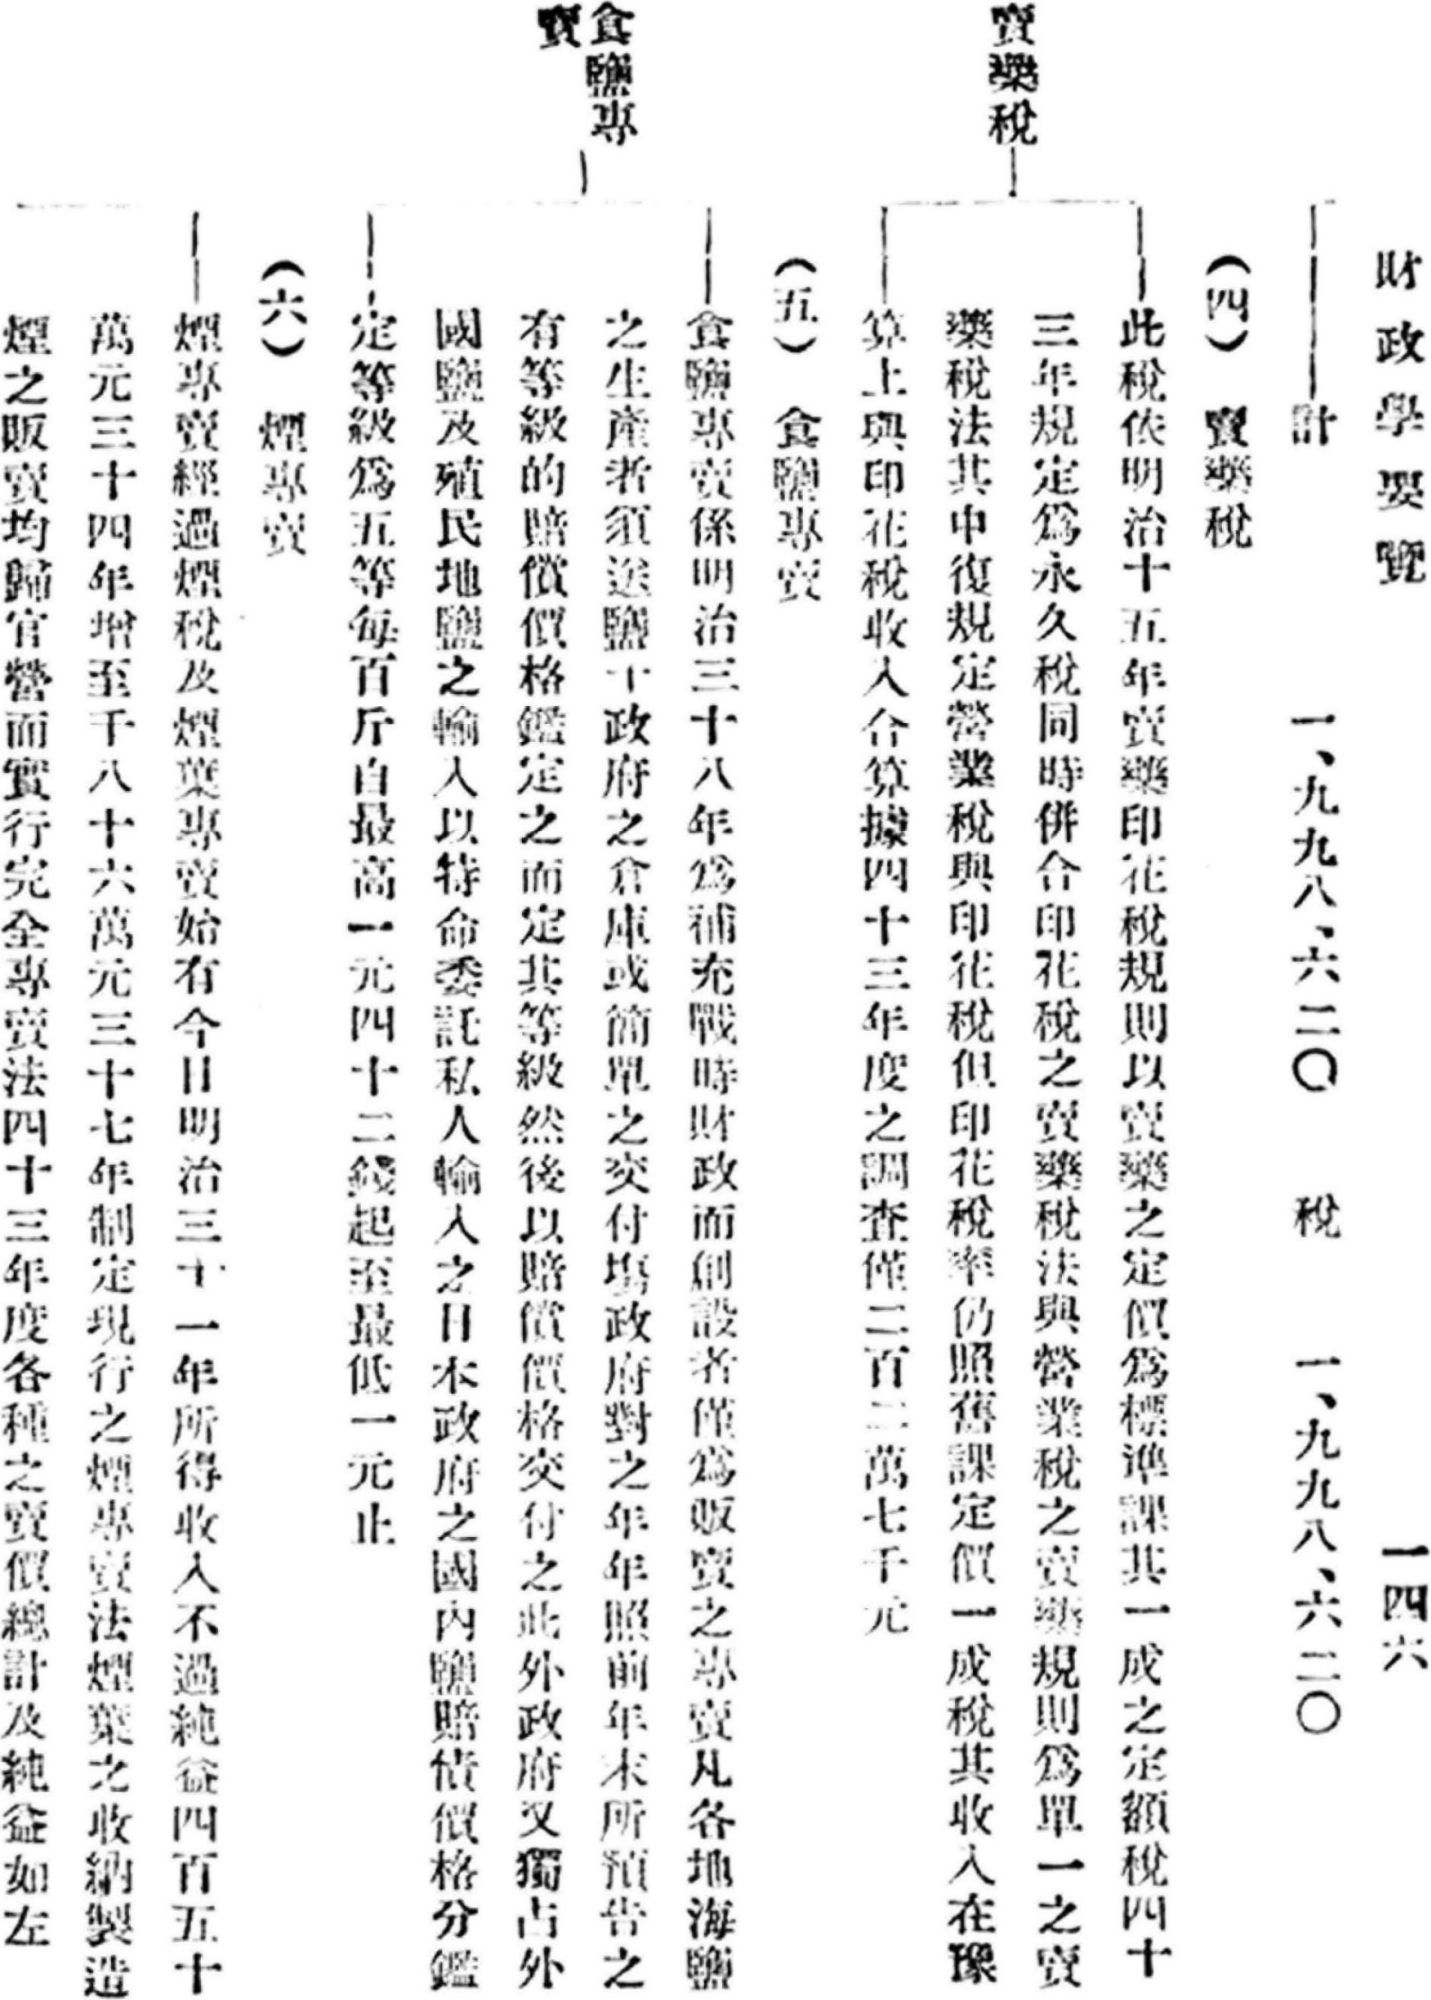 財政學要覽
一四六
計　一、九九八、六二〇　稅　一、九九八、六二〇
(四)　賣藥稅
賣藥稅
此稅依明治十五年賣藥印花稅規則以賣藥之定價爲標準課其一成之定額稅四十
三年規定爲永久稅同時併合印花稅之賣藥稅法與營業稅之賣藥規則爲單一之賣
藥稅法其中復規定營業稅與印花稅但印花稅率仍照舊課定價一成稅其收入在豫
算上與印花稅收入合算據四十三年度之調查僅二百二萬七千元
(五)　食鹽專賣
食鹽專
賣
食鹽專賣係明治三十八年爲補充戰時財政而創設者僅爲販賣之專賣凡各地海鹽
之生產者須送鹽于政府之倉庫或簡單之交付塲政府對之年年照前年末所預告之
有等級的賠償價格鑑定之而定其等級然後以賠償價格交付之此外政府又獨占外
國鹽及殖民地鹽之輸入以特命委託私人輸入之日本政府之國內鹽賠償價格分鑑
定等級爲五等每百斤自最高一元四十二錢起至最低一元止
(六)　煙專賣
煙專賣經過煙稅及煙葉專賣始有今日明治三十一年所得收入不過純益四百五十
萬元三十四年增至千八十六萬元三十七年制定現行之煙專賣法煙葉之收納製造
煙之販賣均歸官營而實行完全專賣法四十三年度各種之賣價總計及純益如左